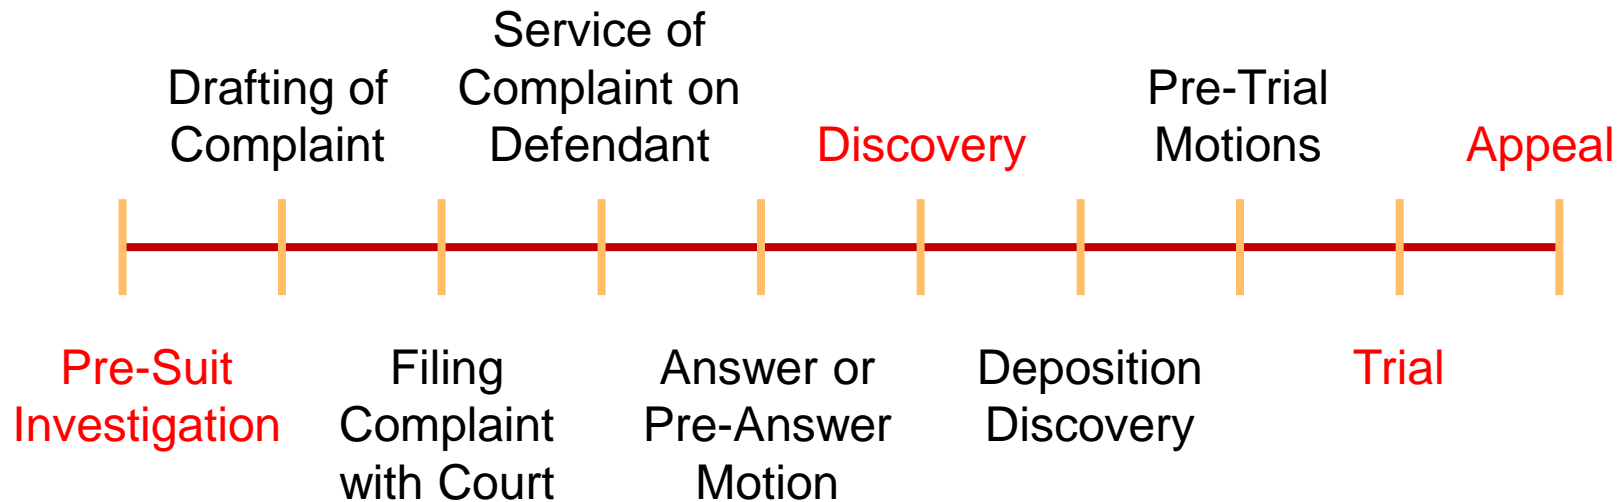 Service of
Complaint on
Defendant
Drafting of
Complaint
Discovery
Pre-Trial
Motions
Appeal
Pre-Suit
Investigation
Filing
Complaint
with Court
Answer or
Pre-Answer
Motion
Deposition
Discovery
Trial